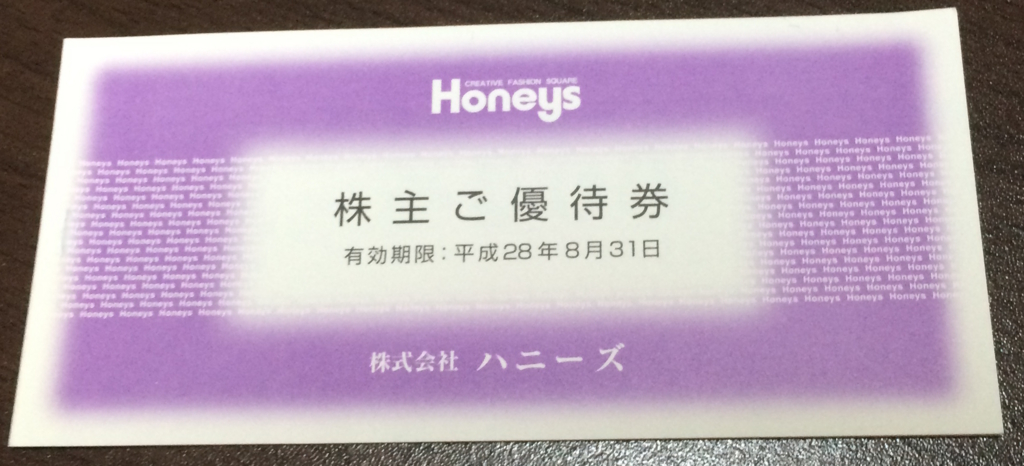 CREATIVE FASHION SQUARE
Honeys
株主ご優待券
有効期限：平成28年8月31日
株式会社 ハニーズ